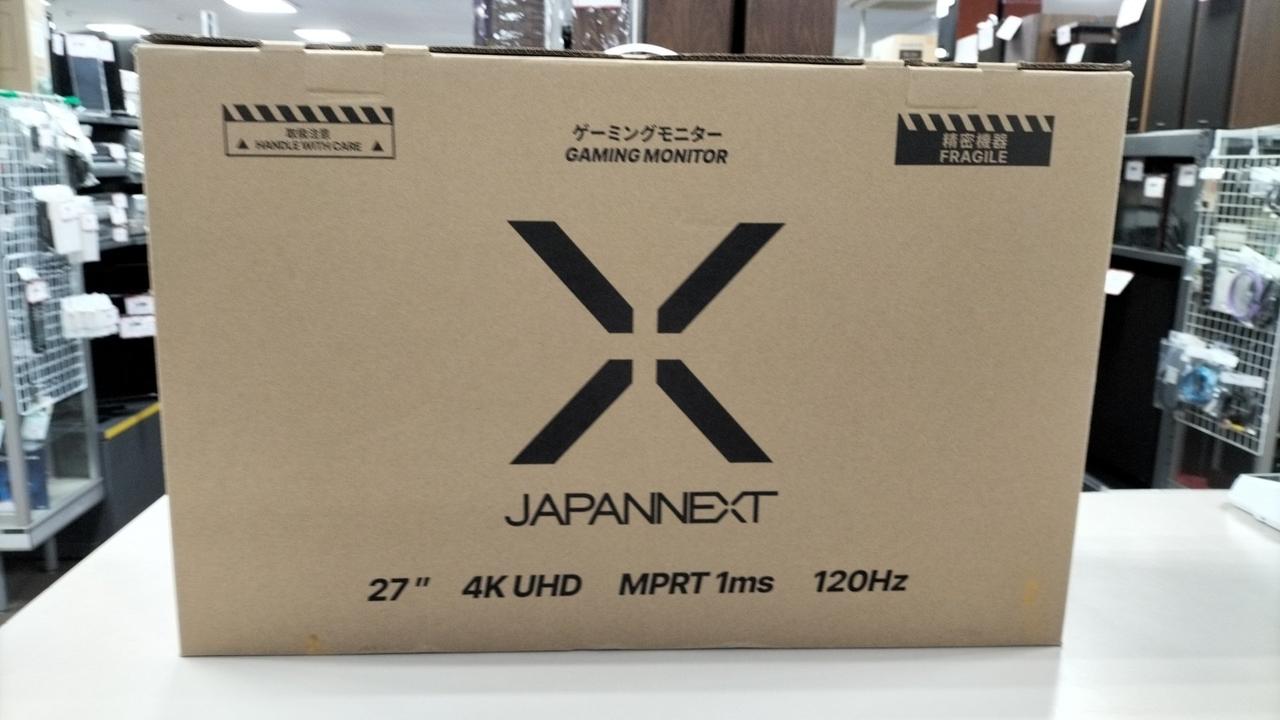 取扱注意
HANDLE WITH CARE
ゲーミングモニター
GAMING MONITOR
精密機器
FRAGILE
JAPANNEXT
27" 4K UHD MPRT 1ms 120Hz